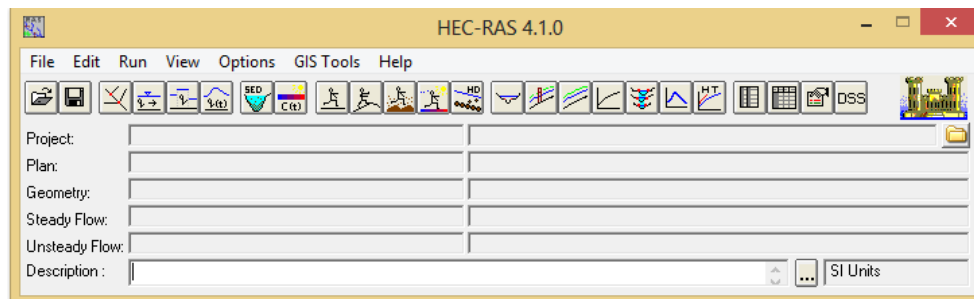 HEC-RAS 4.1.0
File Edit Run View Options GIS Tools Help
SED C(t) Q(t) HD HT DSS
Project:
Plan:
Geometry:
Steady Flow:
Unsteady Flow:
Description : ... SI Units